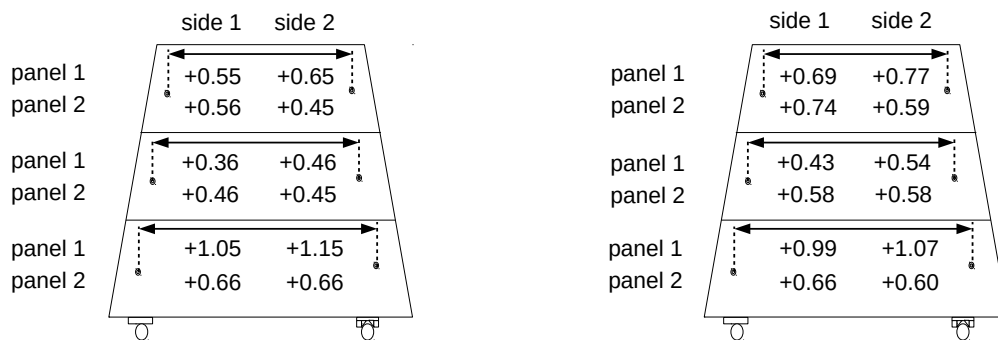 side 1 side 2
panel 1 +0.55 +0.65
panel 2 +0.56 +0.45
panel 1 +0.36 +0.46
panel 2 +0.46 +0.45
panel 1 +1.05 +1.15
panel 2 +0.66 +0.66
side 1 side 2
panel 1 +0.69 +0.77
panel 2 +0.74 +0.59
panel 1 +0.43 +0.54
panel 2 +0.58 +0.58
panel 1 +0.99 +1.07
panel 2 +0.66 +0.60